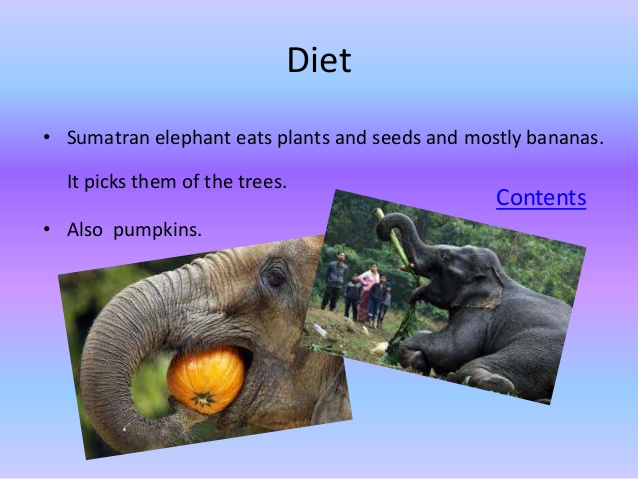 Diet
• Sumatran elephant eats plants and seeds and mostly bananas.
It picks them of the trees.
Contents
• Also  pumpkins.